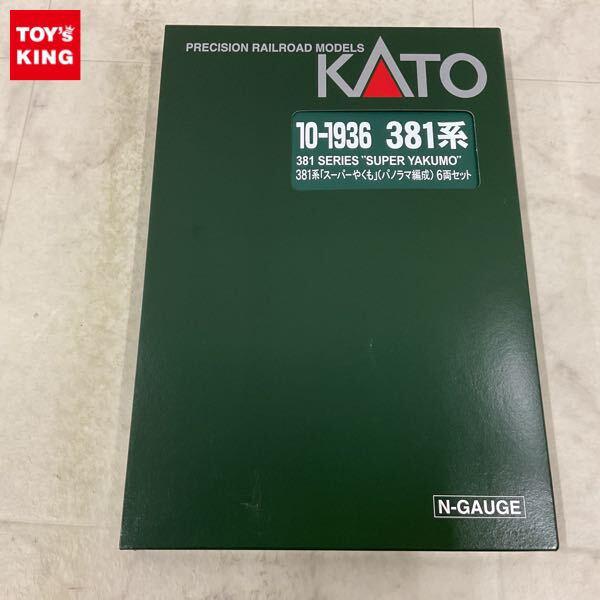 TOY's
KING
PRECISION RAILROAD MODELS
KATO
10-1936 381系
381 SERIES "SUPER YAKUMO"
381系「スーパーやくも」(パノラマ編成) 6両セット
N-GAUGE